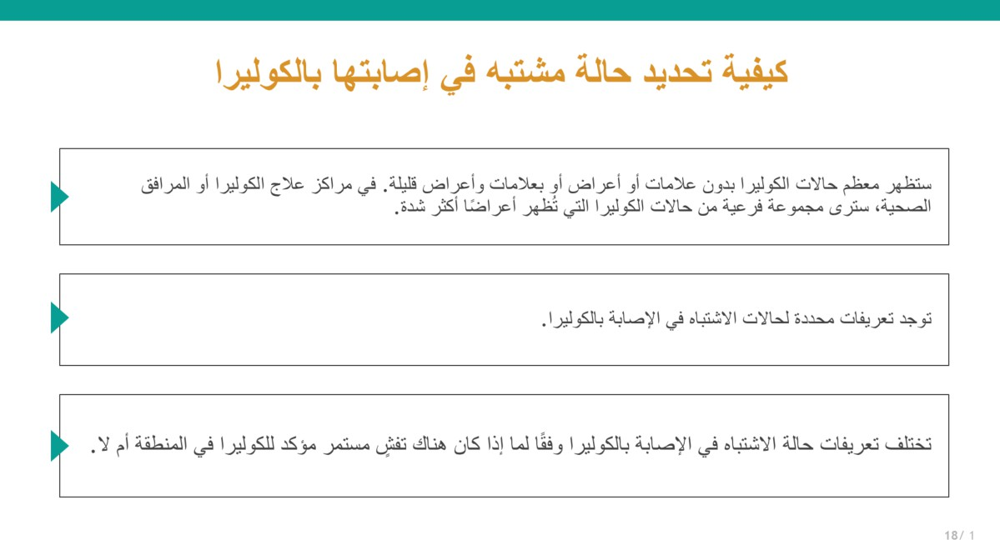 كيفية تحديد حالة مشتبه في إصابتها بالكوليرا
ستظهر معظم حالات الكوليرا بدون علامات أو أعراض أو بعلامات وأعراض قليلة. في مراكز علاج الكوليرا أو المرافق
الصحية، سترى مجموعة فرعية من حالات الكوليرا التي تُظهر أعراضًا أكثر شدة.
توجد تعريفات محددة لحالات الاشتباه في الإصابة بالكوليرا.
تختلف تعريفات حالة الاشتباه في الإصابة بالكوليرا وفقًا لما إذا كان هناك تفشٍ مستمر مؤكد للكوليرا في المنطقة أم لا.
18/ 1